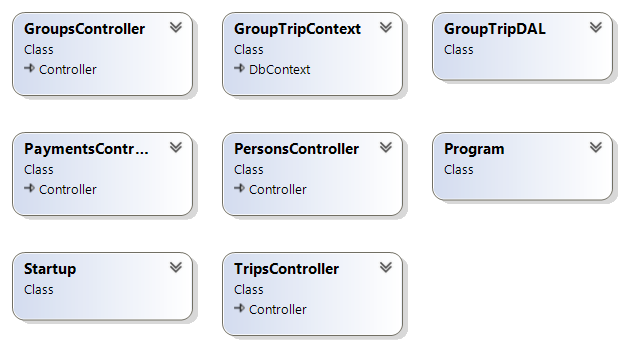 GroupsController
Class
Controller
GroupTripContext
Class
DbContext
GroupTripDAL
Class
PaymentsContr...
Class
Controller
PersonsController
Class
Controller
Program
Class
Startup
Class
TripsController
Class
Controller